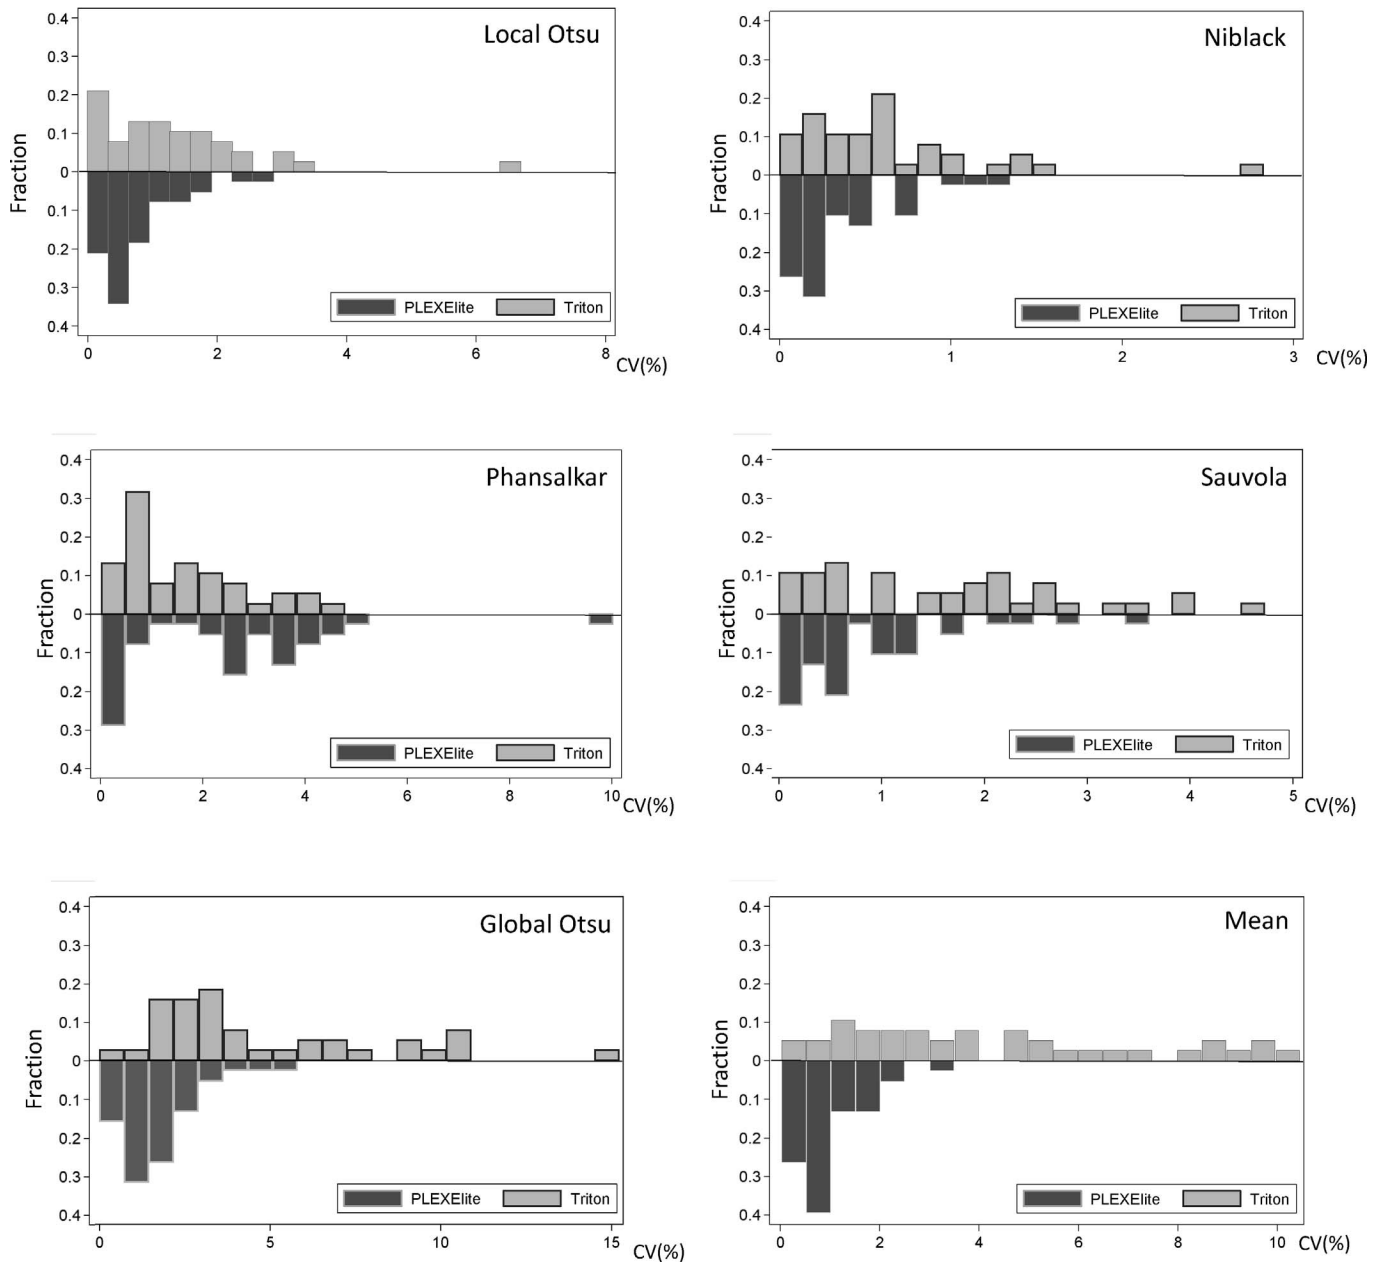 Local Otsu
0.4
0.3
0.2
0.1
0
0.1
0.2
0.3
0.4
Fraction
PLEXElite Triton
0 2 4 6 8
CV(%)
Niblack
0.4
0.3
0.2
0.1
0
0.1
0.2
0.3
0.4
Fraction
PLEXElite Triton
0 1 2 3
CV(%)
Phansalkar
0.4
0.3
0.2
0.1
0
0.1
0.2
0.3
0.4
Fraction
PLEXElite Triton
0 2 4 6 8 10
CV(%)
Sauvola
0.4
0.3
0.2
0.1
0
0.1
0.2
0.3
0.4
Fraction
PLEXElite Triton
0 1 2 3 4 5
CV(%)
Global Otsu
0.4
0.3
0.2
0.1
0
0.1
0.2
0.3
0.4
Fraction
PLEXElite Triton
0 5 10 15
CV(%)
Mean
0.4
0.3
0.2
0.1
0
0.1
0.2
0.3
0.4
Fraction
PLEXElite Triton
0 2 4 6 8 10
CV(%)